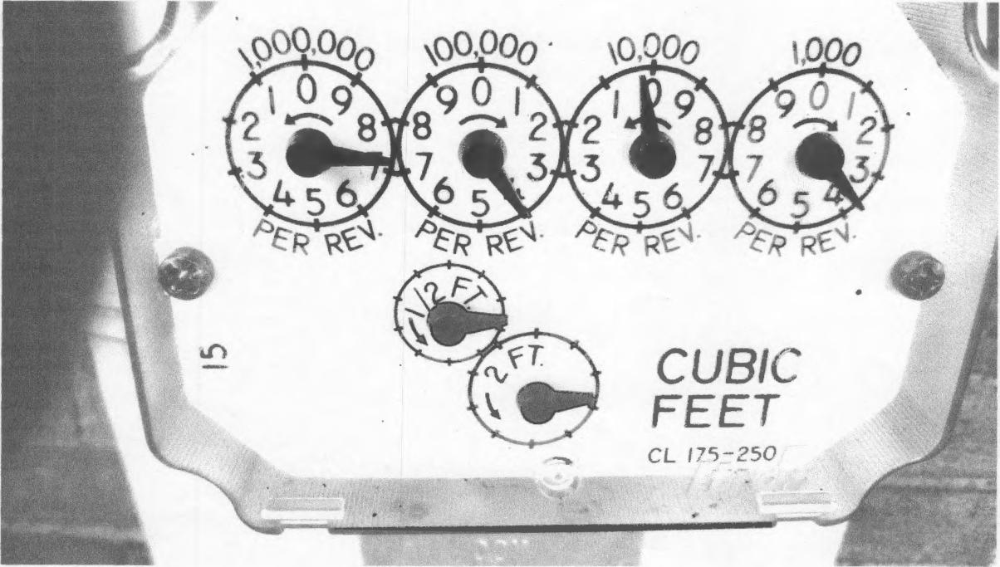 1,000,000 100,000 10,000 1,000
1 0 9 9 0 1 1 0 9 9 0 1
2 8 8 2 2 8 8 2
3 7 7 3 3 7 7 3
4 5 6 6 5 4 4 5 6 6 5 4
PER REV. PER REV. PER REV. PER REV.
1/2 FT.
2 FT.
15
CUBIC
FEET
CL 175-250